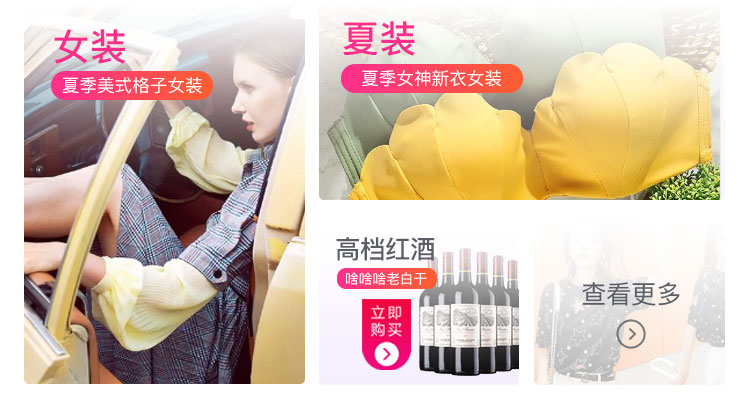 女装
夏季美式格子女装
夏装
夏季女神新衣女装
高档红酒
啥啥啥老白干
立即
购买
查看更多